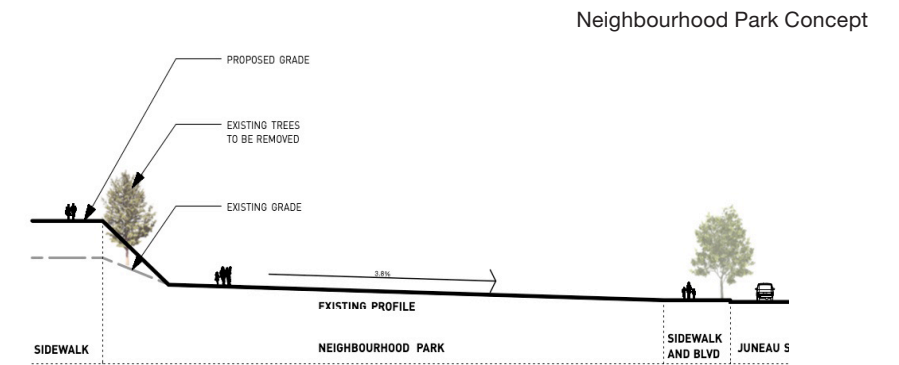 Neighbourhood Park Concept
PROPOSED GRADE
EXISTING TREES
TO BE REMOVED
EXISTING GRADE
3.8%
EXISTING PROFILE
SIDEWALK
NEIGHBOURHOOD PARK
SIDEWALK
AND BLVD
JUNEAU S